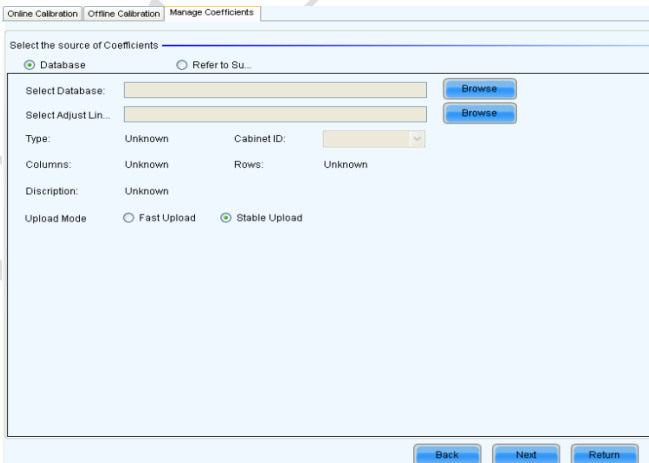 Online Calibration Offline Calibration Manage Coefficients
Select the source of Coefficients
Database Refer to Su...
Select Database: Browse
Select Adjust Lin... Browse
Type: Unknown Cabinet ID:
Columns: Unknown Rows: Unknown
Discription: Unknown
Upload Mode Fast Upload Stable Upload
Back Next Return